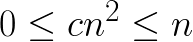 0 ≤ cn² ≤ n